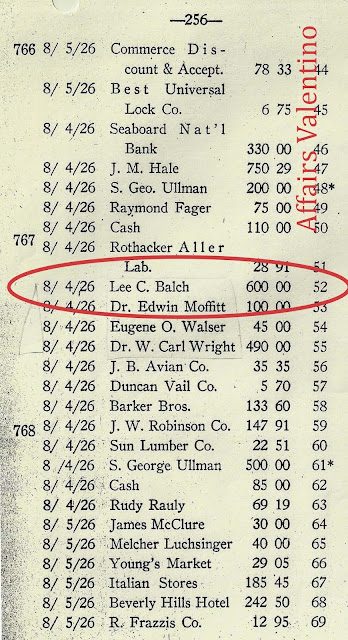 —256—
766 8/ 5/26 Commerce Dis-
count & Accept. 78 33 44
8/ 5/26 Best Universal
Lock Co. 6 75 45
8/ 4/26 Seaboard Nat'l
Bank 330 00 46
8/ 4/26 J. M. Hale 750 29 47
8/ 4/26 S. Geo. Ullman 200 00 48*
8/ 4/26 Raymond Fager 75 00 49
8/ 4/26 Cash 110 00 50
767 8/ 4/26 Rothacker Aller
Lab. 28 91 51
8/ 4/26 Lee C. Balch 600 00 52
8/ 4/26 Dr. Edwin Moffitt 100 00 53
8/ 4/26 Eugene O. Walser 45 00 54
8/ 4/26 Dr. W. Carl Wright 490 00 55
8/ 4/26 J. B. Avian Co. 35 35 56
8/ 4/26 Duncan Vail Co. 5 70 57
8/ 4/26 Barker Bros. 133 60 58
768 8/ 4/26 J. W. Robinson Co. 147 91 59
8/ 4/26 Sun Lumber Co. 22 51 60
8 /4/26 S. George Ullman 500 00 61*
8/ 4/26 Cash 85 00 62
8/ 4/26 Rudy Rauly 69 19 63
8/ 5/26 James McClure 30 00 64
8/ 5/26 Melcher Luchsinger 40 00 65
8/ 5/26 Young's Market 29 05 66
8/ 5/26 Italian Stores 185 45 67
8/ 5/26 Beverly Hills Hotel 242 50 68
8/ 5/26 R. Frazzis Co. 12 95 69
Affairs Valentino